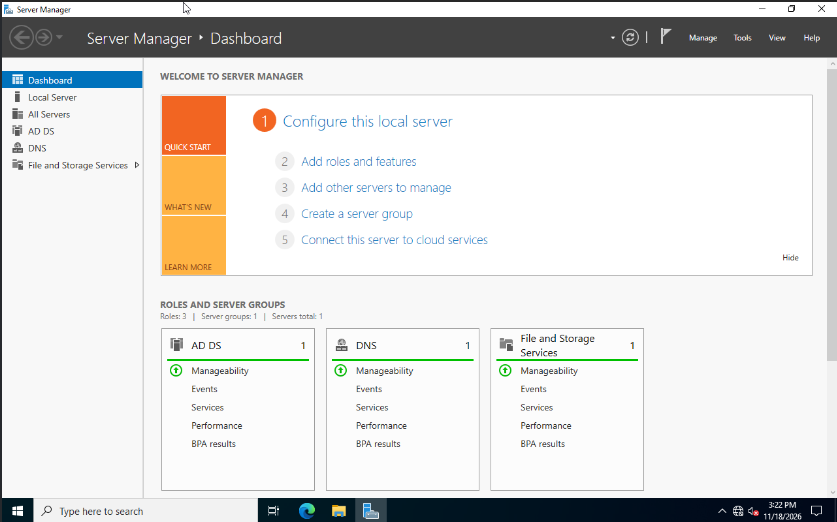 Server Manager
Server Manager ‣ Dashboard
Manage Tools View Help
Dashboard
Local Server
All Servers
AD DS
DNS
File and Storage Services
WELCOME TO SERVER MANAGER
QUICK START
WHAT'S NEW
LEARN MORE
1 Configure this local server
2 Add roles and features
3 Add other servers to manage
4 Create a server group
5 Connect this server to cloud services
Hide
ROLES AND SERVER GROUPS
Roles: 3 | Server groups: 1 | Servers total: 1
AD DS 1
Manageability
Events
Services
Performance
BPA results
DNS 1
Manageability
Events
Services
Performance
BPA results
File and Storage
Services 1
Manageability
Events
Services
Performance
BPA results
Type here to search
3:22 PM
11/18/2026